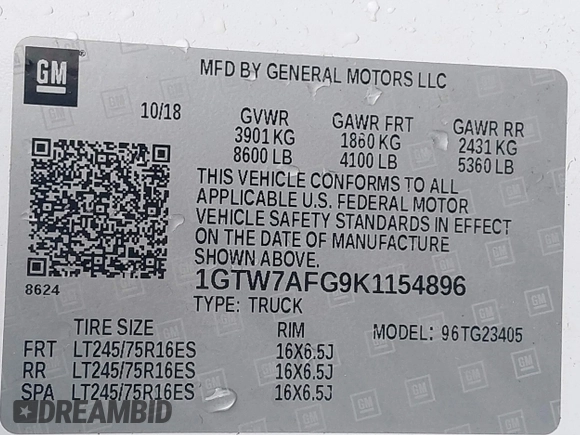 GM
MFD BY GENERAL MOTORS LLC
10/18
GVWR GAWR FRT GAWR RR
3901 KG 1860 KG 2431 KG
8600 LB 4100 LB 5360 LB
THIS VEHICLE CONFORMS TO ALL
APPLICABLE U.S. FEDERAL MOTOR
VEHICLE SAFETY STANDARDS IN EFFECT
ON THE DATE OF MANUFACTURE
SHOWN ABOVE.
8624
1GTW7AFG9K1154896
TYPE: TRUCK
TIRE SIZE RIM MODEL: 96TG23405
FRT LT245/75R16ES 16X6.5J
RR LT245/75R16ES 16X6.5J
SPA LT245/75R16ES 16X6.5J
DREAMBID